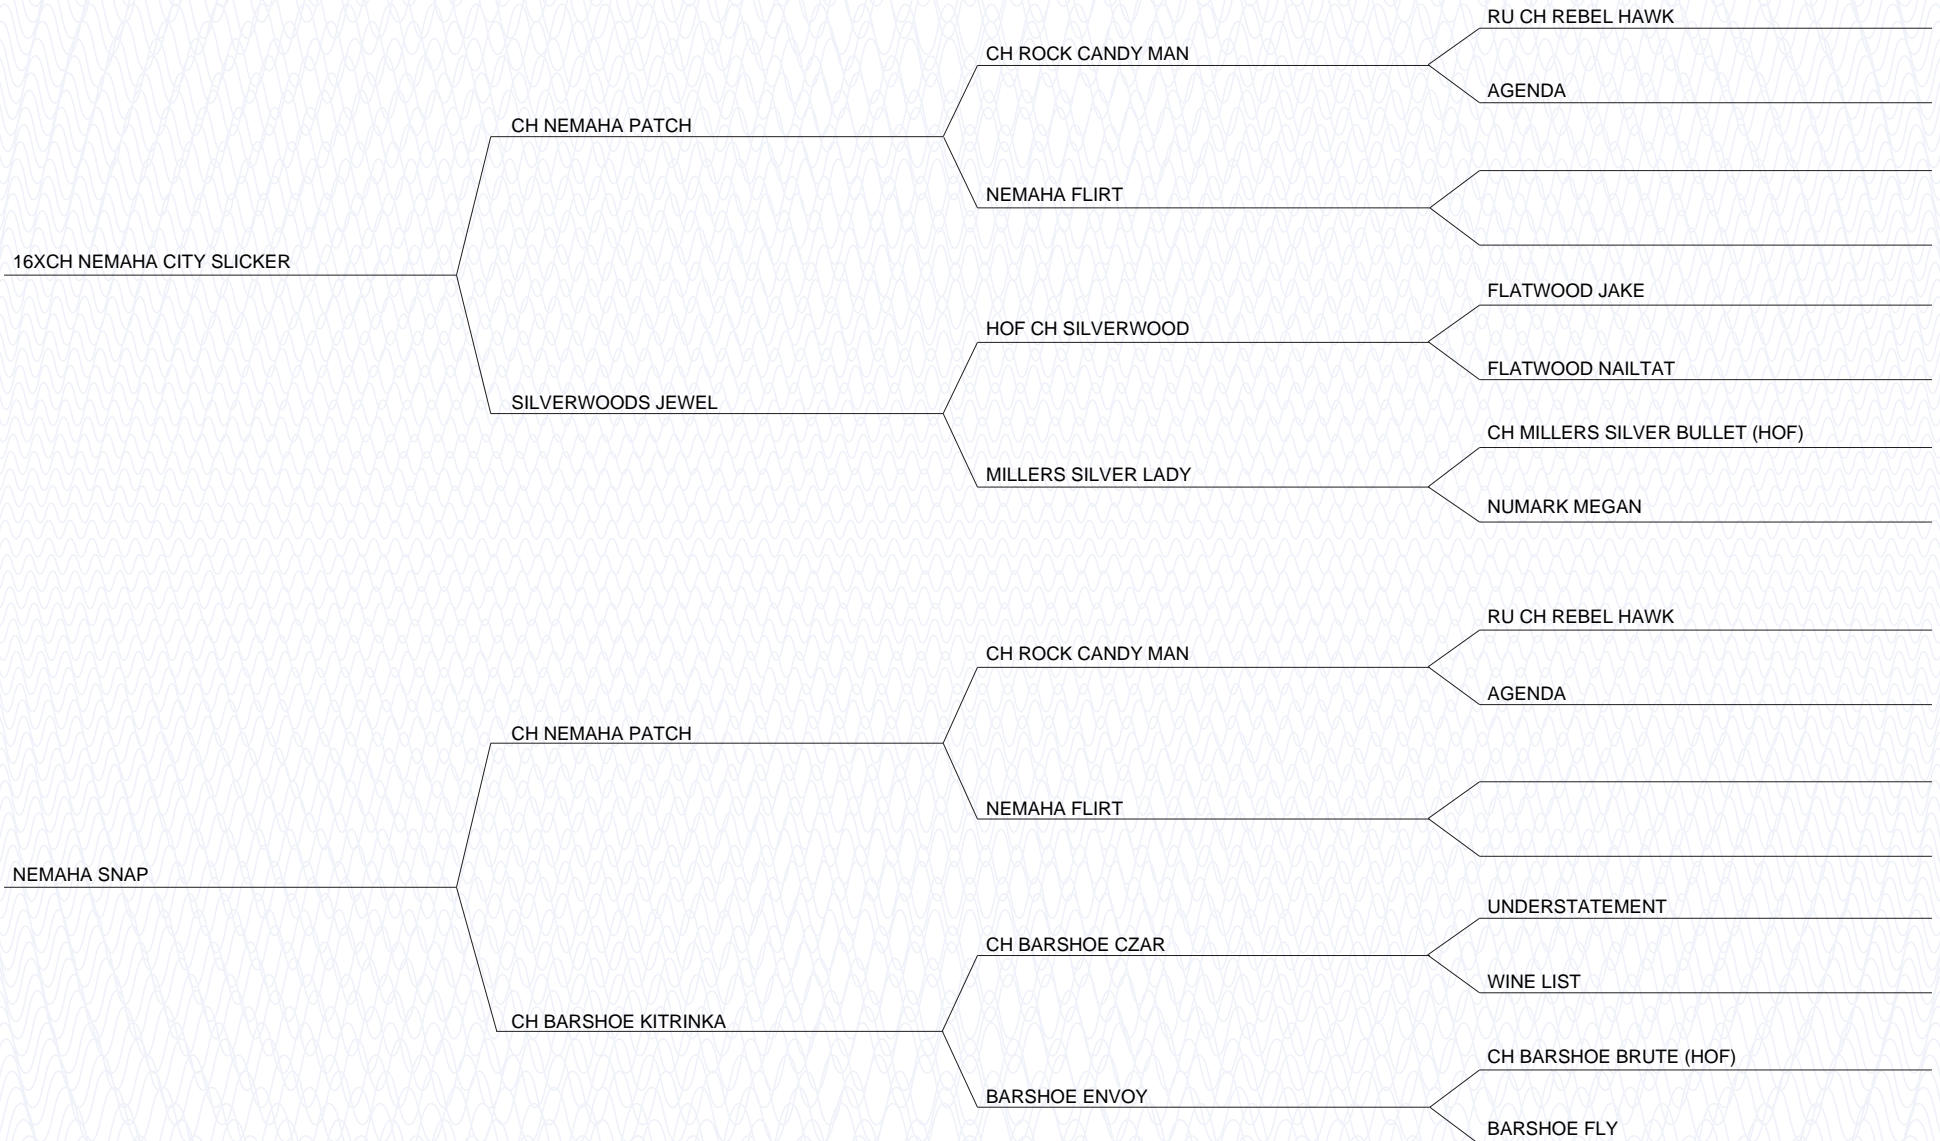 RU CH REBEL HAWK
CH ROCK CANDY MAN
AGENDA
CH NEMAHA PATCH
NEMAHA FLIRT
16XCH NEMAHA CITY SLICKER
FLATWOOD JAKE
HOF CH SILVERWOOD
FLATWOOD NAILTAT
SILVERWOODS JEWEL
CH MILLERS SILVER BULLET (HOF)
MILLERS SILVER LADY
NUMARK MEGAN
RU CH REBEL HAWK
CH ROCK CANDY MAN
AGENDA
CH NEMAHA PATCH
NEMAHA FLIRT
NEMAHA SNAP
UNDERSTATEMENT
CH BARSHOE CZAR
WINE LIST
CH BARSHOE KITRINKA
CH BARSHOE BRUTE (HOF)
BARSHOE ENVOY
BARSHOE FLY